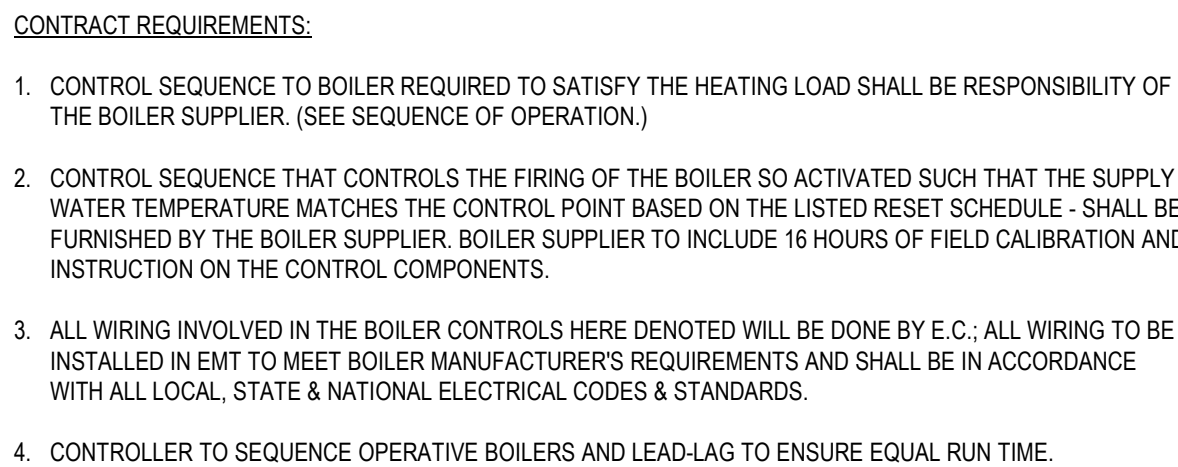 CONTRACT REQUIREMENTS:
1. CONTROL SEQUENCE TO BOILER REQUIRED TO SATISFY THE HEATING LOAD SHALL BE RESPONSIBILITY OF
THE BOILER SUPPLIER. (SEE SEQUENCE OF OPERATION.)
2. CONTROL SEQUENCE THAT CONTROLS THE FIRING OF THE BOILER SO ACTIVATED SUCH THAT THE SUPPLY
WATER TEMPERATURE MATCHES THE CONTROL POINT BASED ON THE LISTED RESET SCHEDULE - SHALL BE
FURNISHED BY THE BOILER SUPPLIER. BOILER SUPPLIER TO INCLUDE 16 HOURS OF FIELD CALIBRATION AND
INSTRUCTION ON THE CONTROL COMPONENTS.
3. ALL WIRING INVOLVED IN THE BOILER CONTROLS HERE DENOTED WILL BE DONE BY E.C.; ALL WIRING TO BE
INSTALLED IN EMT TO MEET BOILER MANUFACTURER'S REQUIREMENTS AND SHALL BE IN ACCORDANCE
WITH ALL LOCAL, STATE & NATIONAL ELECTRICAL CODES & STANDARDS.
4. CONTROLLER TO SEQUENCE OPERATIVE BOILERS AND LEAD-LAG TO ENSURE EQUAL RUN TIME.